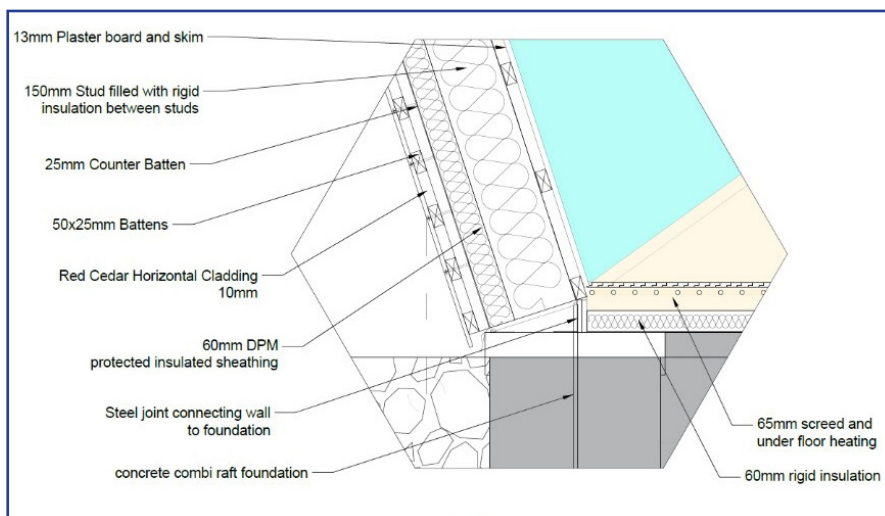 13mm Plaster board and skim
150mm Stud filled with rigid
insulation between studs
25mm Counter Batten
50x25mm Battens
Red Cedar Horizontal Cladding
10mm
60mm DPM
protected insulated sheathing
Steel joint connecting wall
to foundation
concrete combi raft foundation
65mm screed and
under floor heating
60mm rigid insulation